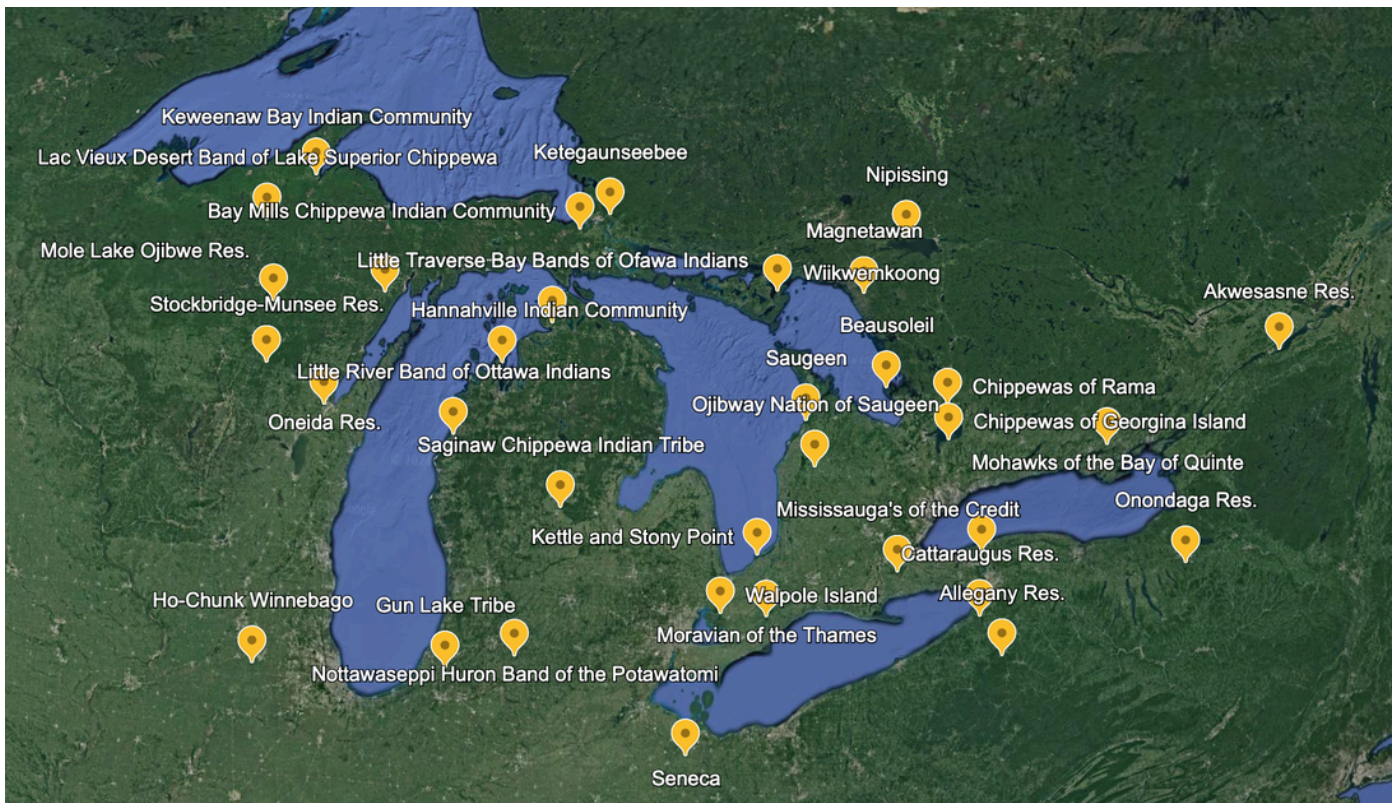 Keweenaw Bay Indian Community
Ketegaunseebee
Lac Vieux Desert Band of Lake Superior Chippewa
Nipissing
Bay Mills Chippewa Indian Community
Magnetawan
Mole Lake Ojibwe Res.
Little Traverse Bay Bands of Ofawa Indians
Wiikwemkoong
Akwesasne Res.
Stockbridge-Munsee Res.
Hannahville Indian Community
Beausoleil
Saugeen
Little River Band of Ottawa Indians
Chippewas of Rama
Ojibway Nation of Saugeen
Oneida Res.
Chippewas of Georgina Island
Saginaw Chippewa Indian Tribe
Mohawks of the Bay of Quinte
Onondaga Res.
Mississauga's of the Credit
Kettle and Stony Point
Cattaraugus Res.
Ho-Chunk Winnebago
Gun Lake Tribe
Walpole Island
Allegany Res.
Moravian of the Thames
Nottawaseppi Huron Band of the Potawatomi
Seneca